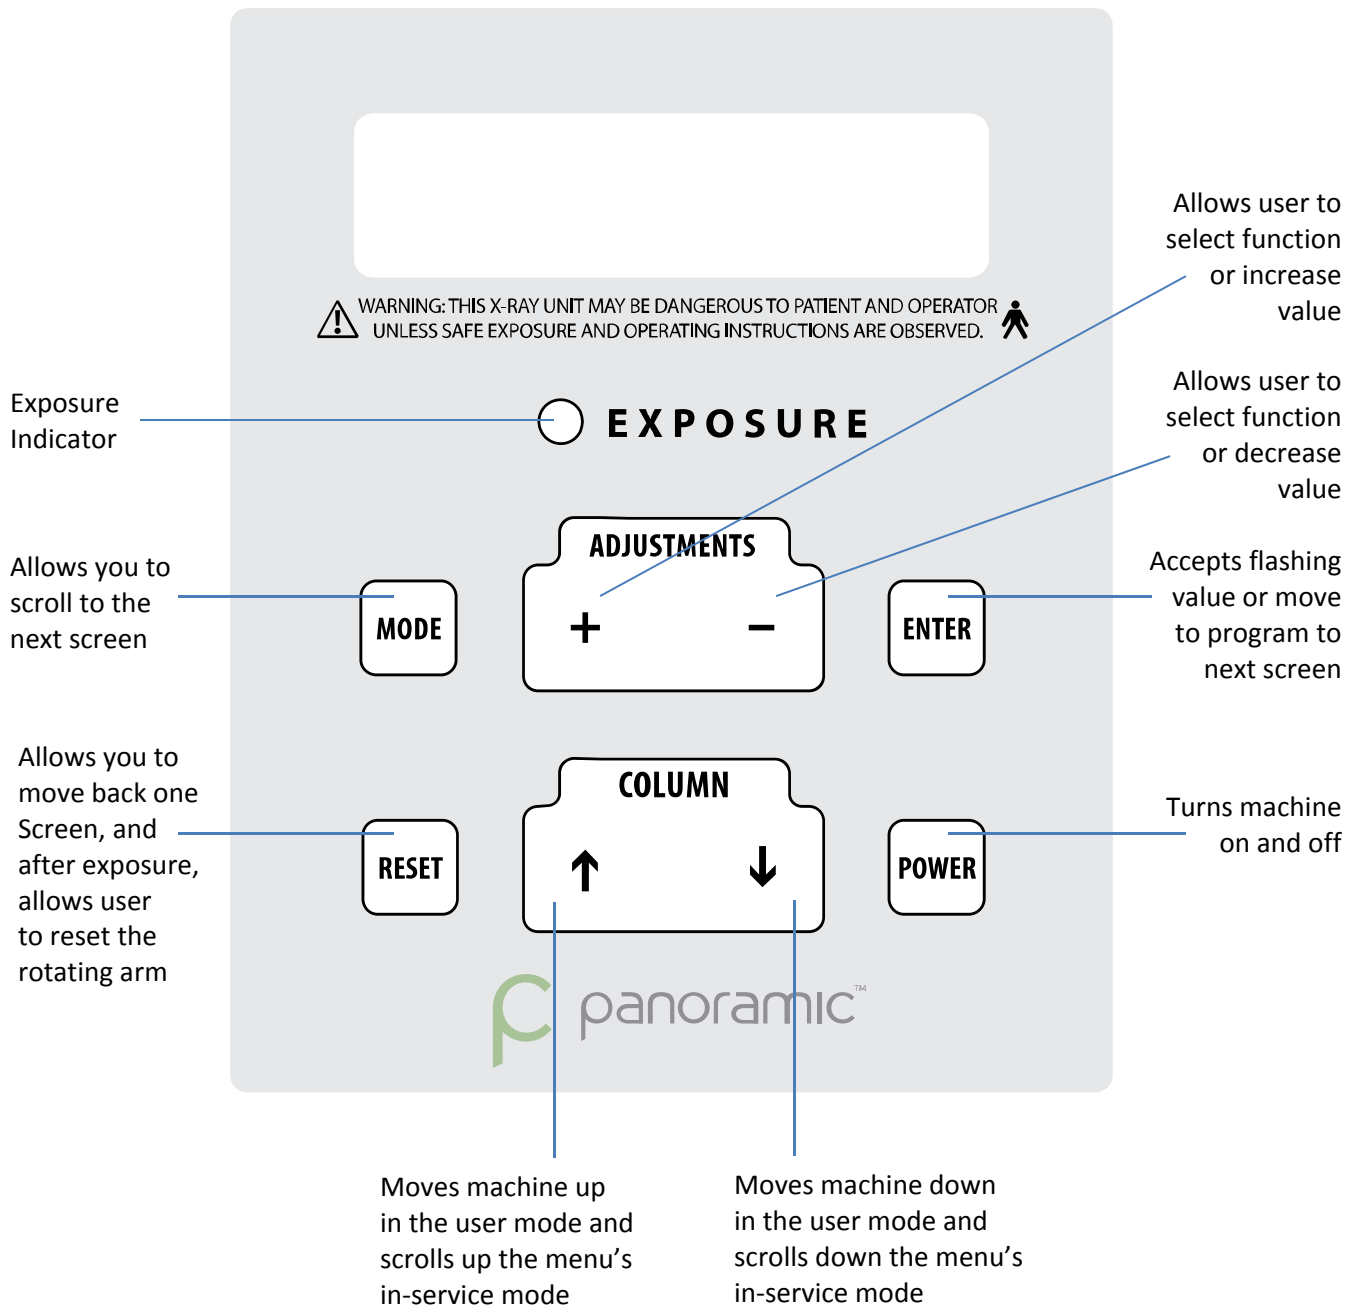 WARNING: THIS X-RAY UNIT MAY BE DANGEROUS TO PATIENT AND OPERATOR
UNLESS SAFE EXPOSURE AND OPERATING INSTRUCTIONS ARE OBSERVED.
Allows user to
select function
or increase
value
Exposure
Indicator
EXPOSURE
Allows user to
select function
or decrease
value
Allows you to
scroll to the
next screen
MODE
ADJUSTMENTS
+ −
ENTER
Accepts flashing
value or move
to program to
next screen
Allows you to
move back one
Screen, and
after exposure,
allows user
to reset the
rotating arm
RESET
COLUMN
↑ ↓
POWER
Turns machine
on and off
panoramic™
Moves machine up
in the user mode and
scrolls up the menu’s
in-service mode
Moves machine down
in the user mode and
scrolls down the menu’s
in-service mode